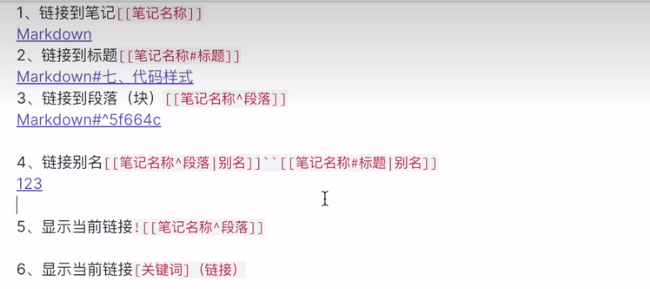 1、链接到笔记[[笔记名称]]
Markdown
2、链接到标题[[笔记名称#标题]]
Markdown#七、代码样式
3、链接到段落（块）[[笔记名称^段落]]
Markdown#^5f664c
4、链接别名[[笔记名称^段落|别名]]``[[笔记名称#标题|别名]]
123
5、显示当前链接![[笔记名称^段落]]
6、显示当前链接[关键词]（链接）